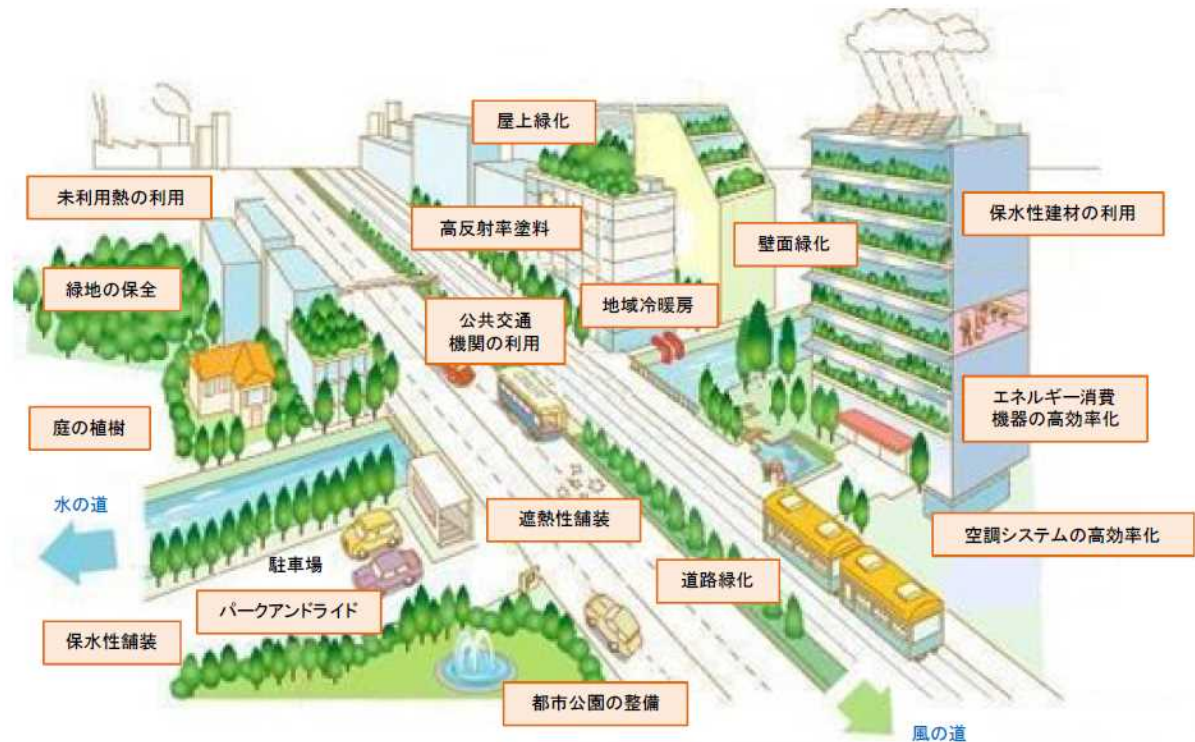 屋上緑化
未利用熱の利用
高反射率塗料
保水性建材の利用
壁面緑化
緑地の保全
地域冷暖房
公共交通
機関の利用
エネルギー消費
機器の高効率化
庭の植樹
水の道
遮熱性舗装
空調システムの高効率化
駐車場
道路緑化
パークアンドライド
保水性舗装
都市公園の整備
風の道